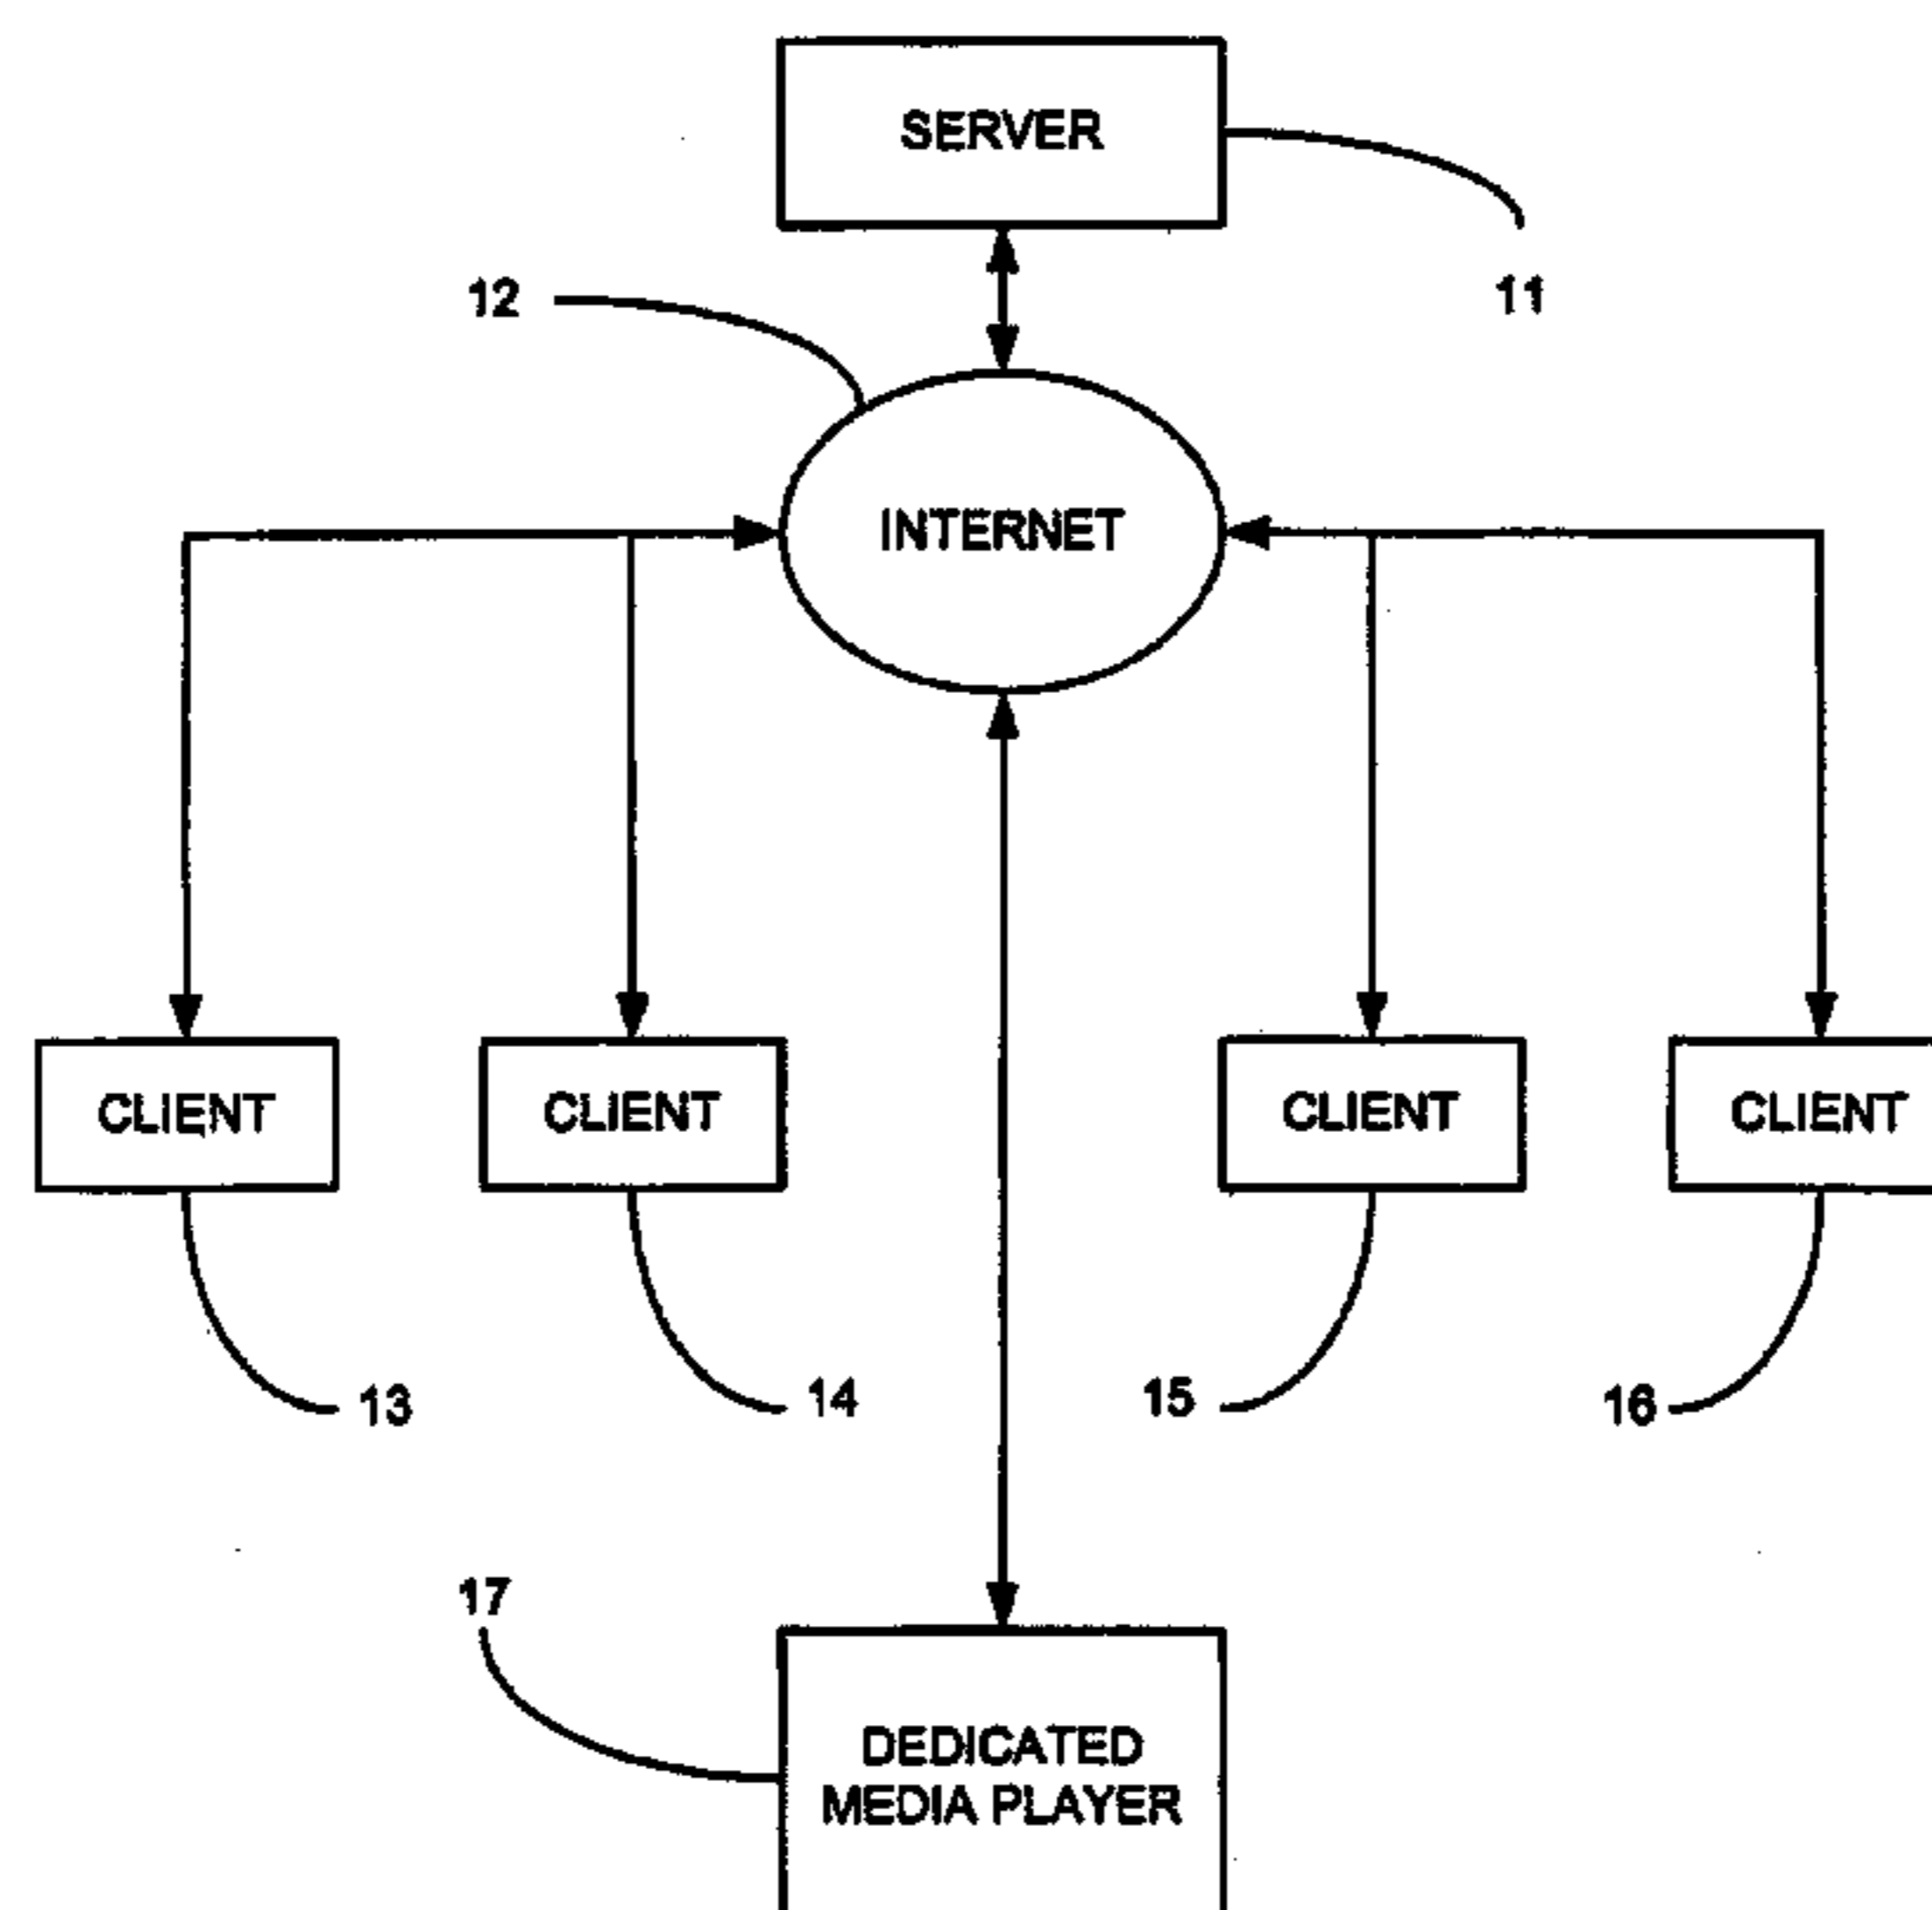 SERVER
12
11
INTERNET
CLIENT
CLIENT
CLIENT
CLIENT
13
14
15
16
17
DEDICATED
MEDIA PLAYER